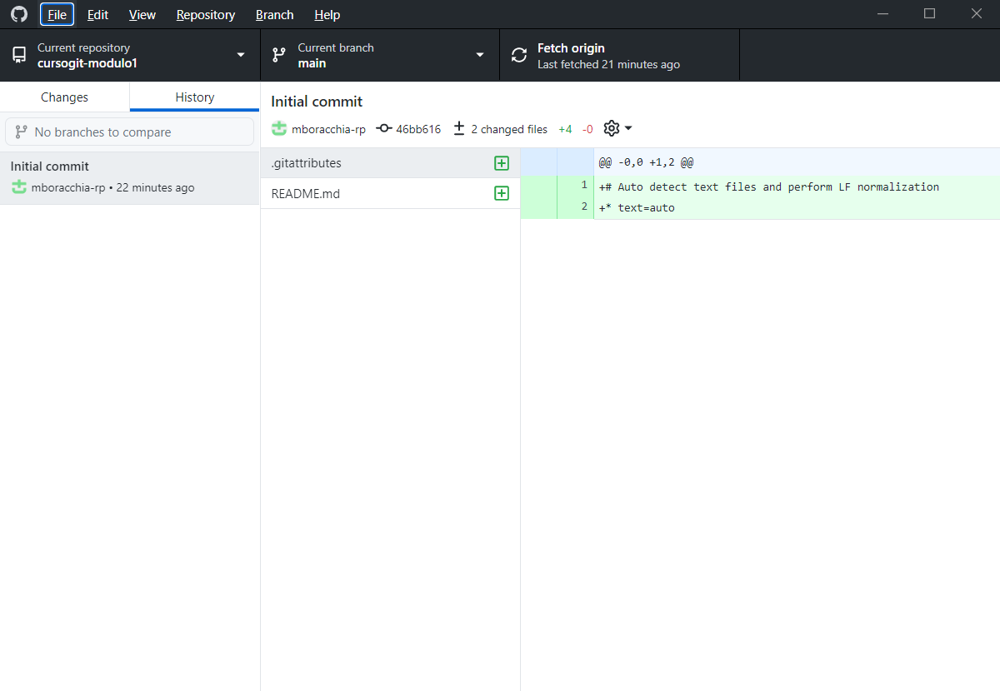 File Edit View Repository Branch Help
Current repository
cursogit-modulo1
Current branch
main
Fetch origin
Last fetched 21 minutes ago
Changes
History
No branches to compare
Initial commit
mboracchia-rp • 22 minutes ago
Initial commit
mboracchia-rp 46bb616 2 changed files +4 -0
.gitattributes
README.md
@@ -0,0 +1,2 @@
1 +# Auto detect text files and perform LF normalization
2 +* text=auto